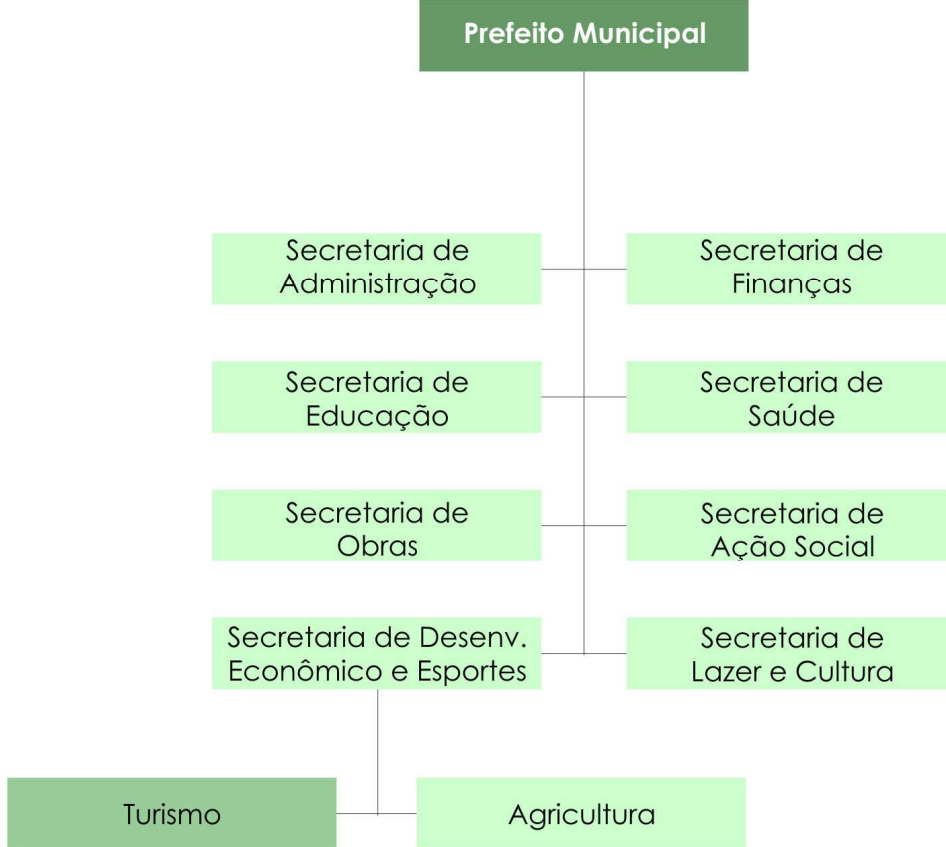 Prefeito Municipal
Secretaria de
Administração
Secretaria de
Finanças
Secretaria de
Educação
Secretaria de
Saúde
Secretaria de
Obras
Secretaria de
Ação Social
Secretaria de Desenv.
Econômico e Esportes
Secretaria de
Lazer e Cultura
Turismo
Agricultura